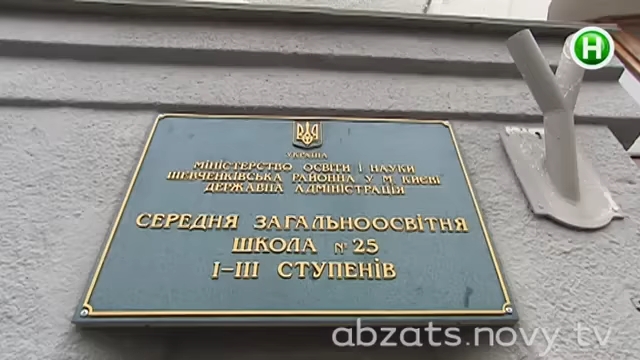 Н
УКРАЇНА
МІНІСТЕРСТВО ОСВІТИ І НАУКИ
ШЕВЧЕНКІВСЬКА РАЙОННА У М. КИЄВІ
ДЕРЖАВНА АДМІНІСТРАЦІЯ
СЕРЕДНЯ ЗАГАЛЬНООСВІТНЯ
ШКОЛА № 25
І–ІІІ СТУПЕНІВ
abzats.novy.tv